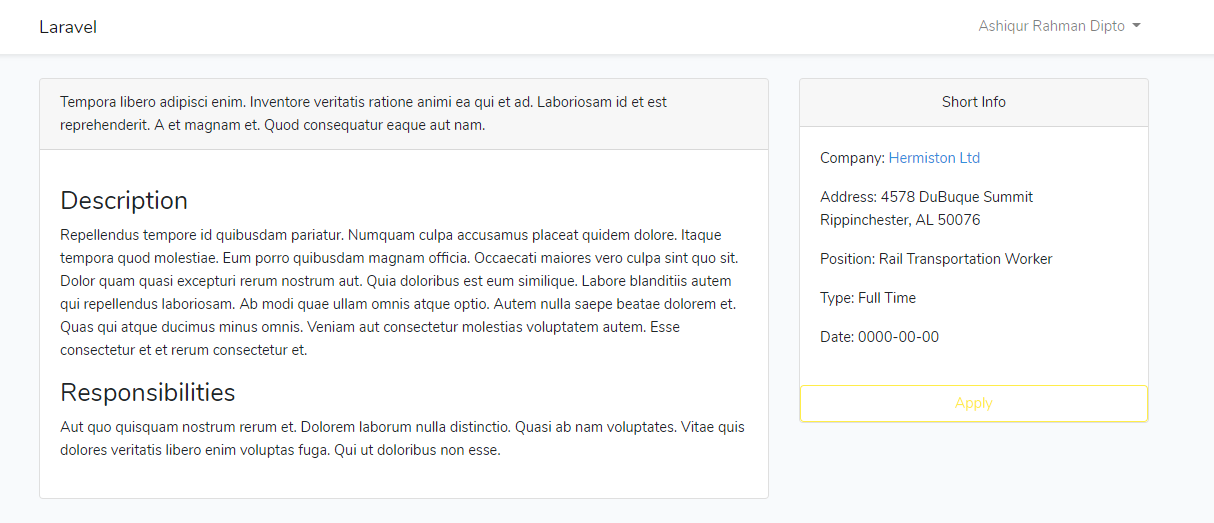 Laravel
Ashiqur Rahman Dipto
Tempora libero adipisci enim. Inventore veritatis ratione animi ea qui et ad. Laboriosam id et est
reprehenderit. A et magnam et. Quod consequatur eaque aut nam.
Description
Repellendus tempore id quibusdam pariatur. Numquam culpa accusamus placeat quidem dolore. Itaque
tempora quod molestiae. Eum porro quibusdam magnam officia. Occaecati maiores vero culpa sint quo sit.
Dolor quam quasi excepturi rerum nostrum aut. Quia doloribus est eum similique. Labore blanditiis autem
qui repellendus laboriosam. Ab modi quae ullam omnis atque optio. Autem nulla saepe beatae dolorem et.
Quas qui atque ducimus minus omnis. Veniam aut consectetur molestias voluptatem autem. Esse
consectetur et et rerum consectetur et.
Responsibilities
Aut quo quisquam nostrum rerum et. Dolorem laborum nulla distinctio. Quasi ab nam voluptates. Vitae quis
dolores veritatis libero enim voluptas fuga. Qui ut doloribus non esse.
Short Info
Company: Hermiston Ltd
Address: 4578 DuBuque Summit
Rippinchester, AL 50076
Position: Rail Transportation Worker
Type: Full Time
Date: 0000-00-00
Apply